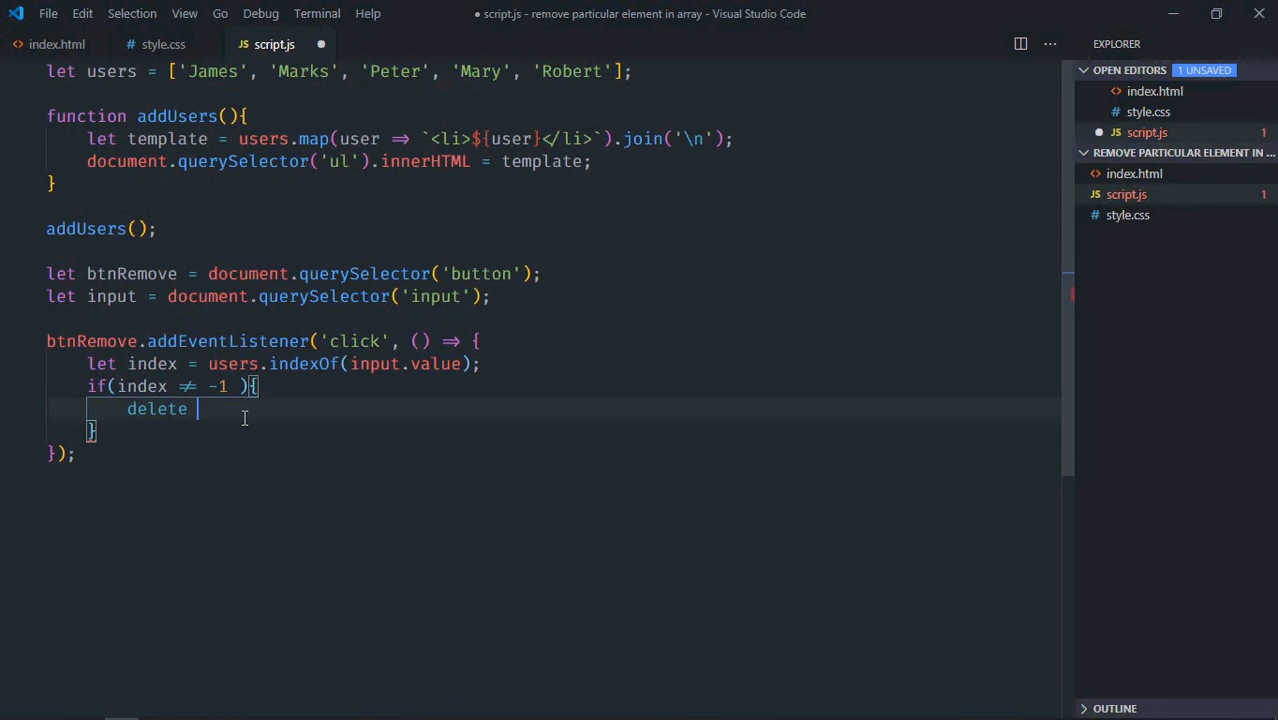 File Edit Selection View Go Debug Terminal Help
● script.js - remove particular element in array - Visual Studio Code
<> index.html
# style.css
JS script.js ●
let users = ['James', 'Marks', 'Peter', 'Mary', 'Robert'];
function addUsers(){
let template = users.map(user => `<li>${user}</li>`).join('\n');
document.querySelector('ul').innerHTML = template;
}
addUsers();
let btnRemove = document.querySelector('button');
let input = document.querySelector('input');
btnRemove.addEventListener('click', () => {
let index = users.indexOf(input.value);
if(index ≠ -1 ){
delete
}
});
EXPLORER
OPEN EDITORS 1 UNSAVED
<> index.html
# style.css
● JS script.js 1
REMOVE PARTICULAR ELEMENT IN ...
<> index.html
JS script.js 1
# style.css
OUTLINE